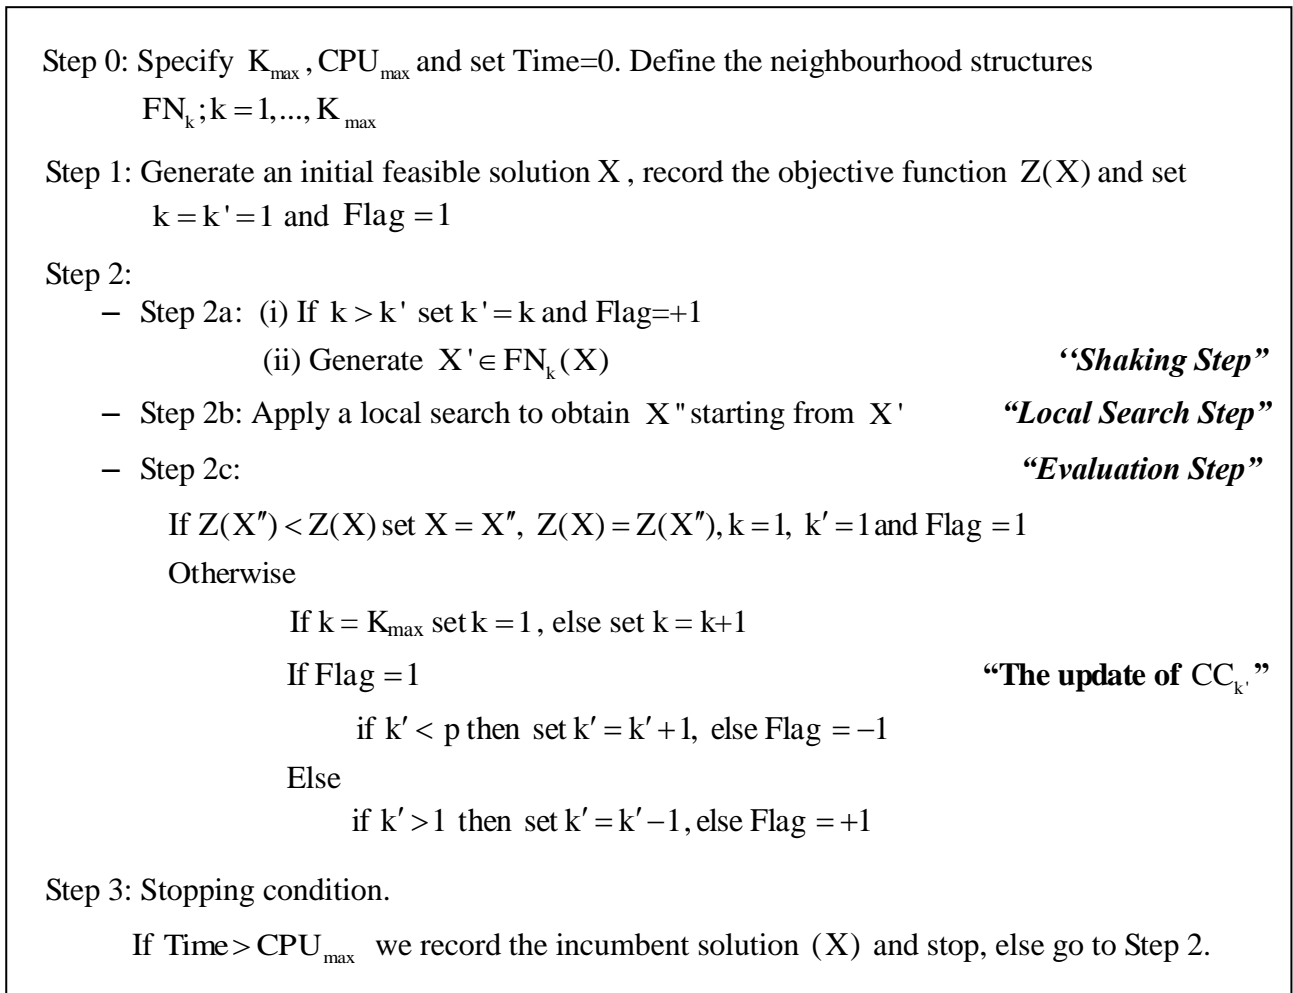 Step 0: Specify K_max, CPU_max and set Time=0. Define the neighbourhood structures
FN_k; k = 1,..., K_max
Step 1: Generate an initial feasible solution X , record the objective function Z(X) and set
k = k' = 1 and Flag = 1
Step 2:
– Step 2a: (i) If k > k' set k' = k and Flag=+1
(ii) Generate X' ∈ FN_k(X) ‘‘Shaking Step”
– Step 2b: Apply a local search to obtain X" starting from X' “Local Search Step”
– Step 2c: “Evaluation Step”
If Z(X″) < Z(X) set X = X″, Z(X) = Z(X″), k = 1, k′ = 1 and Flag = 1
Otherwise
If k = K_max set k = 1, else set k = k+1
If Flag = 1 “The update of CC_k'”
if k′ < p then set k′ = k′ + 1, else Flag = −1
Else
if k′ > 1 then set k′ = k′ − 1, else Flag = +1
Step 3: Stopping condition.
If Time > CPU_max we record the incumbent solution (X) and stop, else go to Step 2.